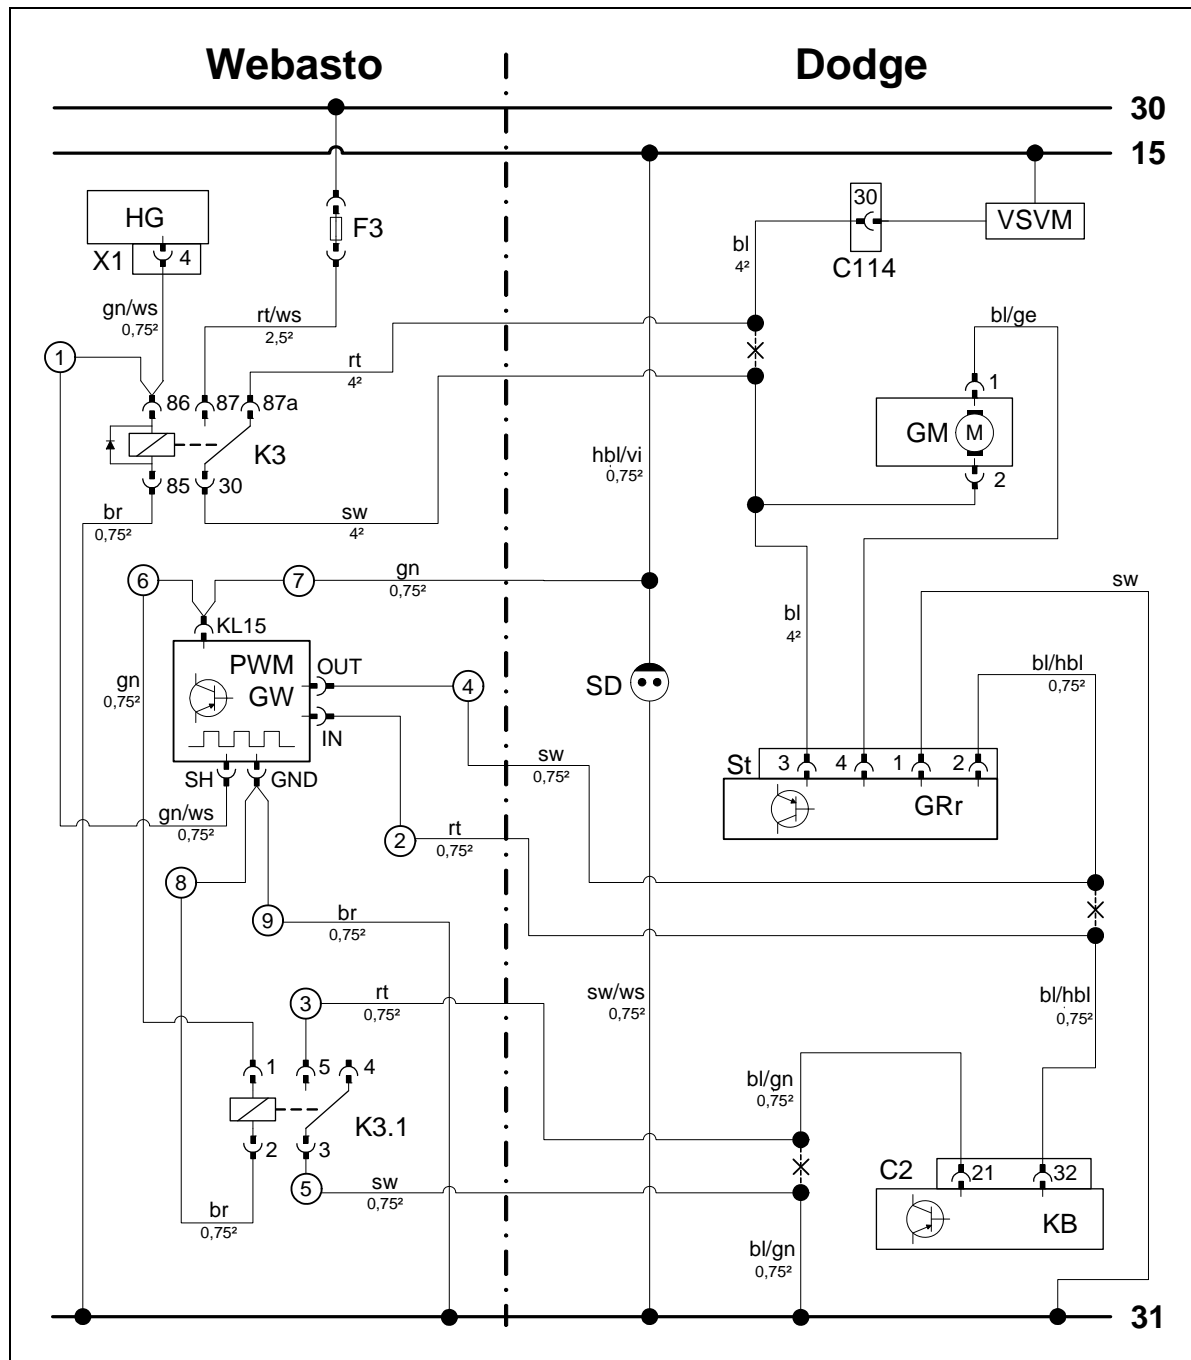 Webasto
Dodge
30
15
HG
X1
4
F3
30
C114
VSVM
bl
4²
gn/ws
0,75²
rt/ws
2,5²
rt
4²
bl/ge
1
86
87
87a
K3
85
30
1
GM
M
2
hbl/vi
0,75²
br
0,75²
sw
4²
6
7
gn
0,75²
sw
KL15
PWM
GW
OUT
IN
SH
GND
4
SD
bl
4²
bl/hbl
0,75²
gn
0,75²
sw
0,75²
St
3
4
1
2
GRr
gn/ws
0,75²
2
rt
0,75²
8
9
br
0,75²
3
rt
0,75²
sw/ws
0,75²
bl/hbl
0,75²
1
5
4
K3.1
2
3
bl/gn
0,75²
5
sw
0,75²
C2
21
32
KB
br
0,75²
bl/gn
0,75²
31